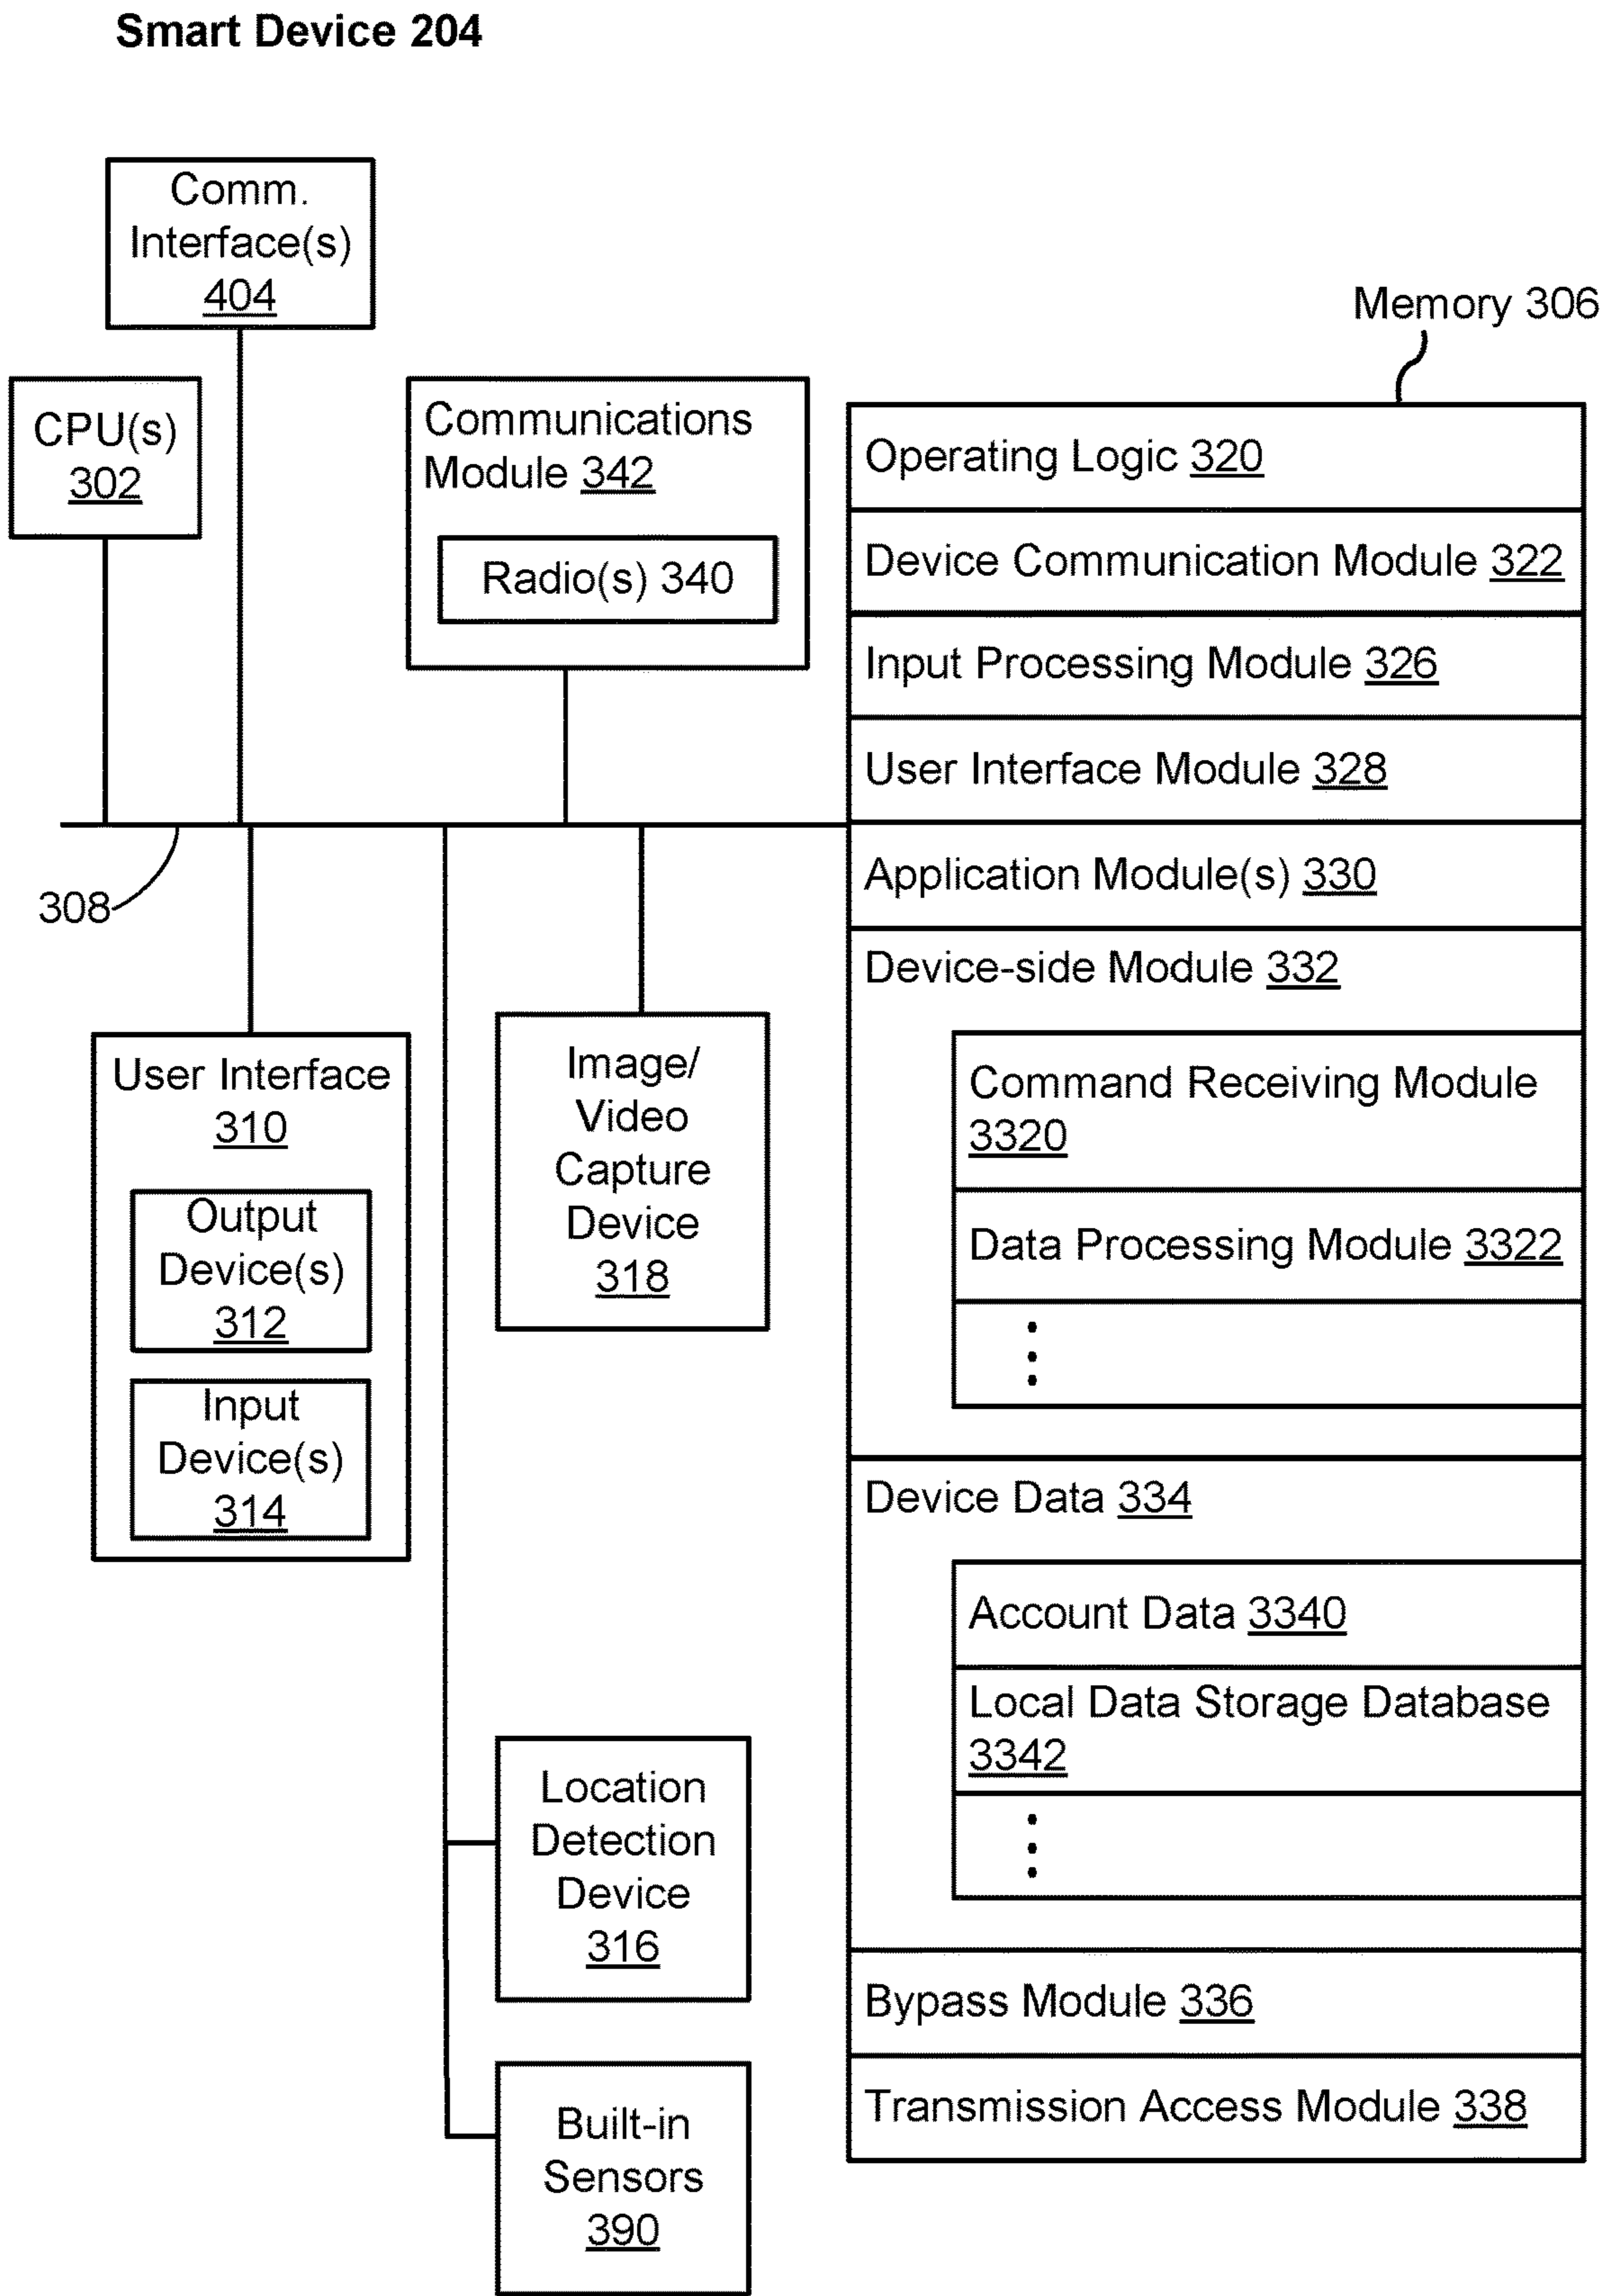 Smart Device 204
Comm.
Interface(s)
404
CPU(s)
302
Communications
Module 342
Radio(s) 340
308
User Interface
310
Output
Device(s)
312
Input
Device(s)
314
Image/
Video
Capture
Device
318
Location
Detection
Device
316
Built-in
Sensors
390
Memory 306
Operating Logic 320
Device Communication Module 322
Input Processing Module 326
User Interface Module 328
Application Module(s) 330
Device-side Module 332
Command Receiving Module
3320
Data Processing Module 3322
Device Data 334
Account Data 3340
Local Data Storage Database
3342
Bypass Module 336
Transmission Access Module 338